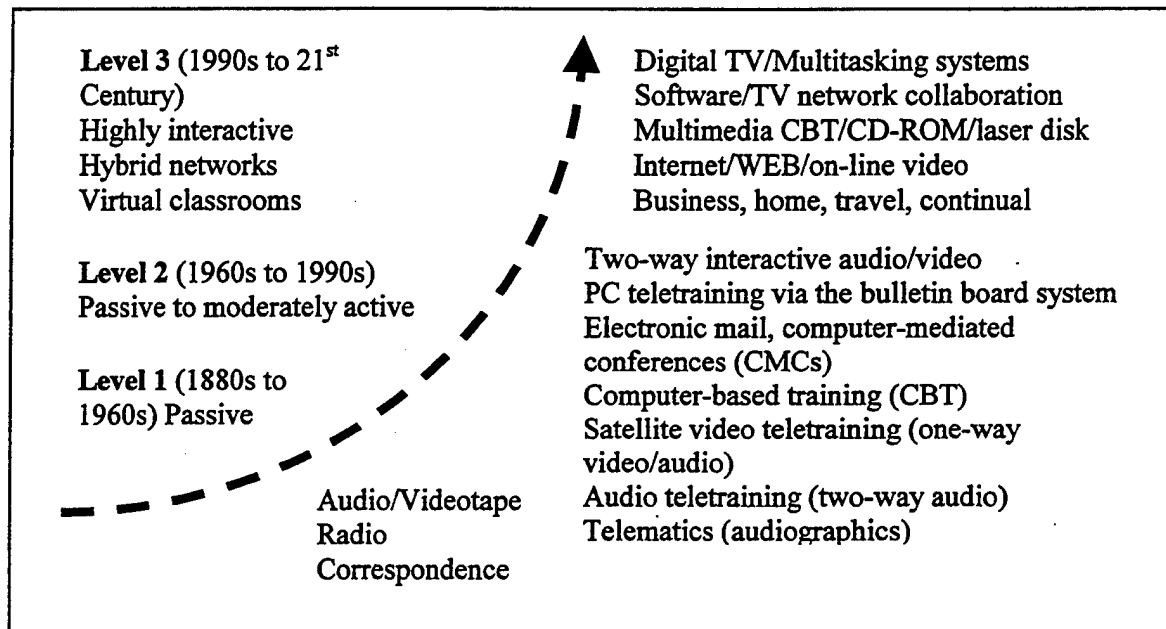 Level 3 (1990s to 21st
Century)
Highly interactive
Hybrid networks
Virtual classrooms
Level 2 (1960s to 1990s)
Passive to moderately active
Level 1 (1880s to
1960s) Passive
Audio/Videotape
Radio
Correspondence
Digital TV/Multitasking systems
Software/TV network collaboration
Multimedia CBT/CD-ROM/laser disk
Internet/WEB/on-line video
Business, home, travel, continual
Two-way interactive audio/video
PC teletraining via the bulletin board system
Electronic mail, computer-mediated
conferences (CMCs)
Computer-based training (CBT)
Satellite video teletraining (one-way
video/audio)
Audio teletraining (two-way audio)
Telematics (audiographics)